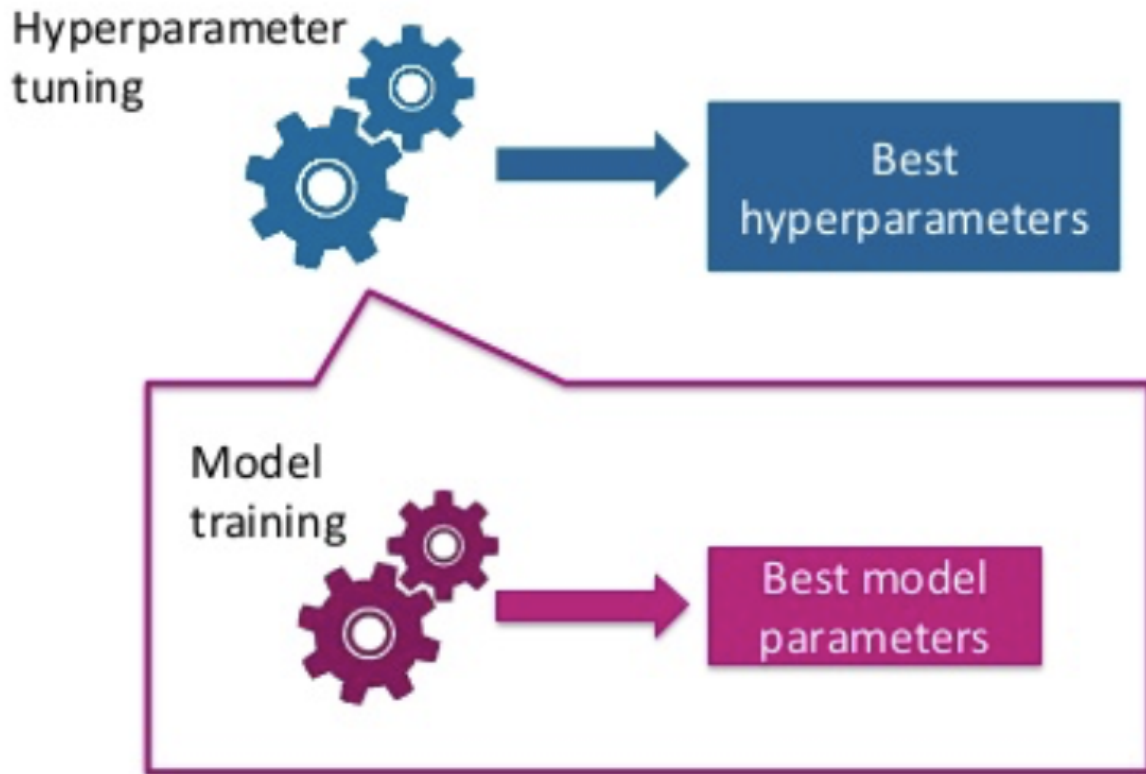 Hyperparameter
tuning
Best
hyperparameters
Model
training
Best model
parameters